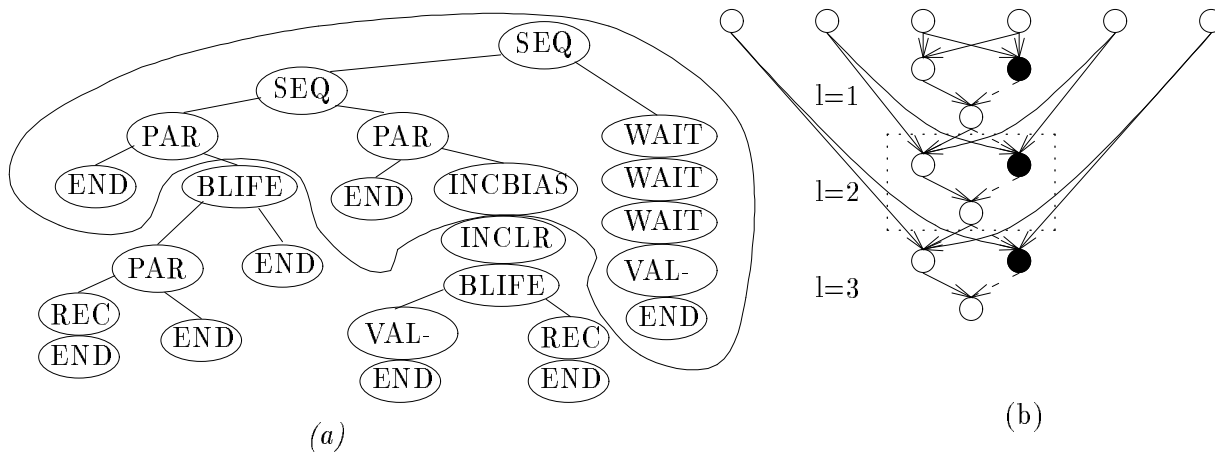 SEQ
SEQ
PAR
PAR
WAIT
END
BLIFE
END
INCBIAS
WAIT
WAIT
PAR
END
INCLR
VAL-
BLIFE
REC
END
END
VAL-
REC
END
END
END
(a)
l=1
l=2
l=3
(b)